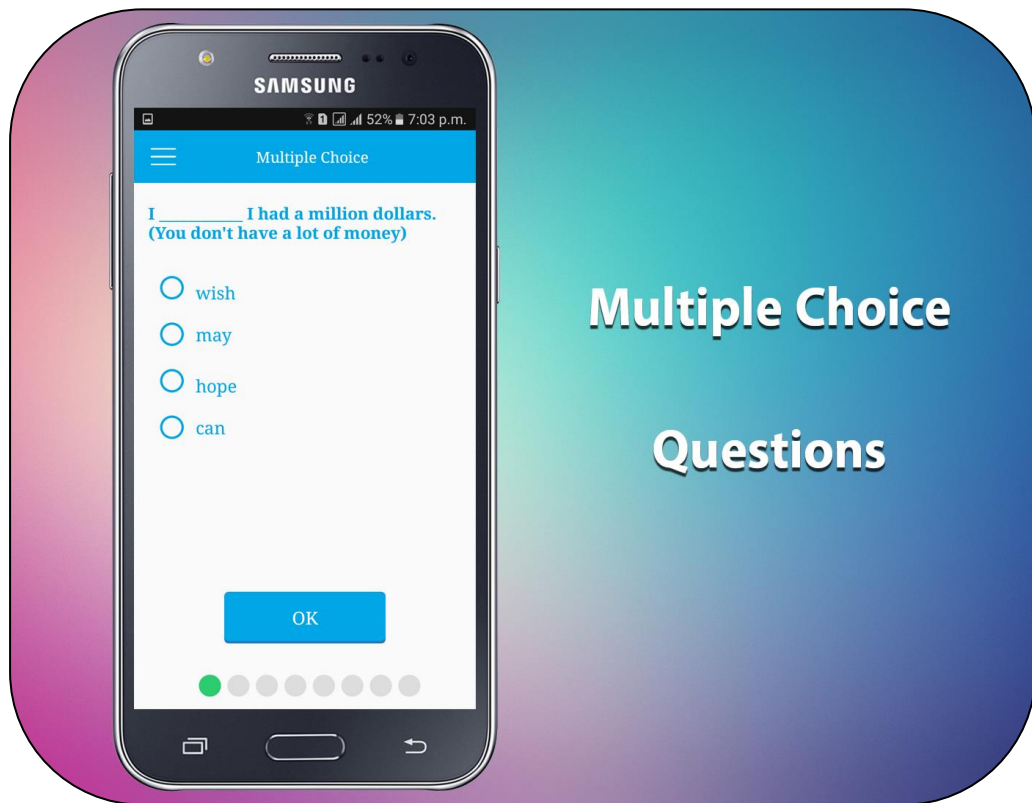 SAMSUNG
1 52% 7:03 p.m.
Multiple Choice
I __________ I had a million dollars.
(You don't have a lot of money)
wish
may
hope
can
OK
Multiple Choice
Questions